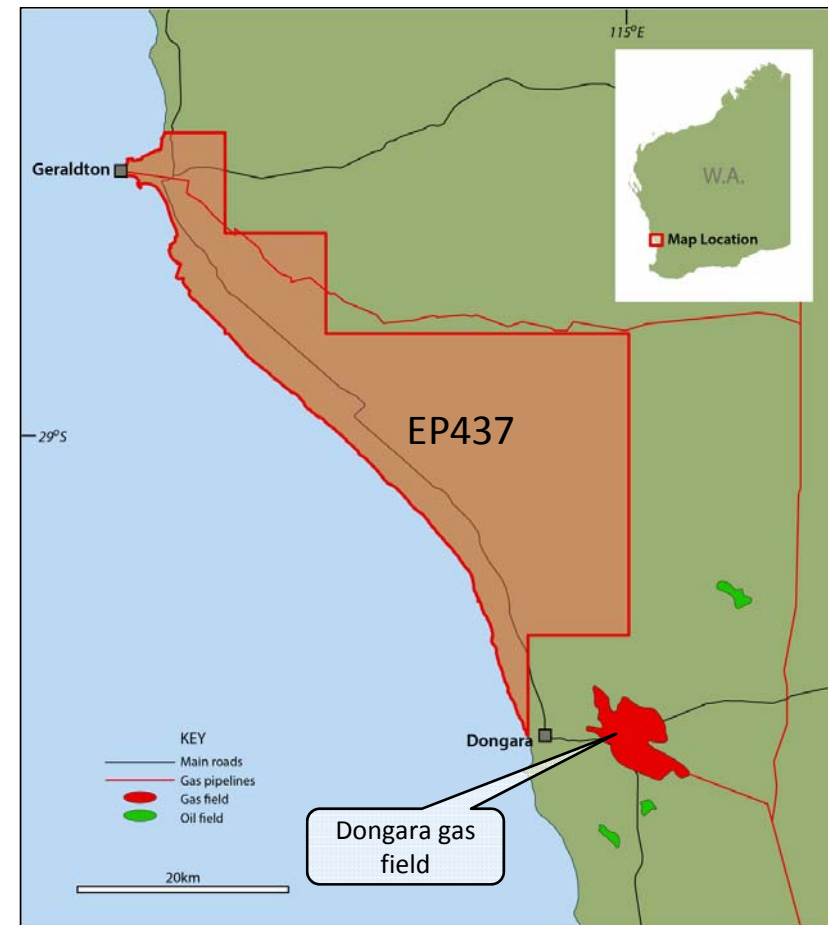 115°E
W.A.
Map Location
Geraldton
EP437
29°S
Dongara
KEY
Main roads
Gas pipelines
Gas field
Oil field
20km
Dongara gas
field